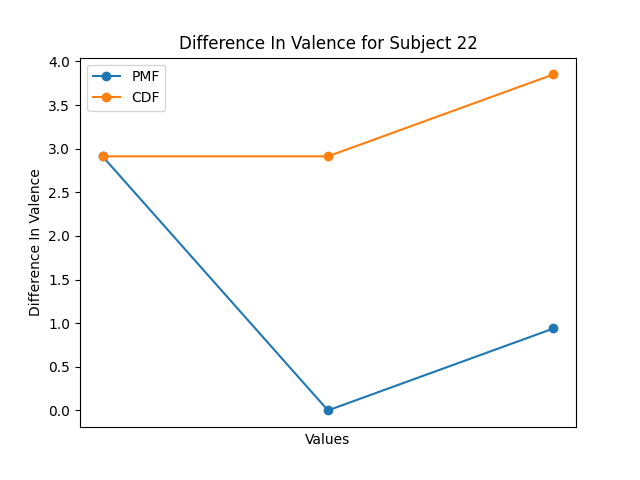 Difference In Valence for Subject 22
PMF
CDF
4.0
3.5
3.0
2.5
2.0
1.5
1.0
0.5
0.0
Difference In Valence
Values